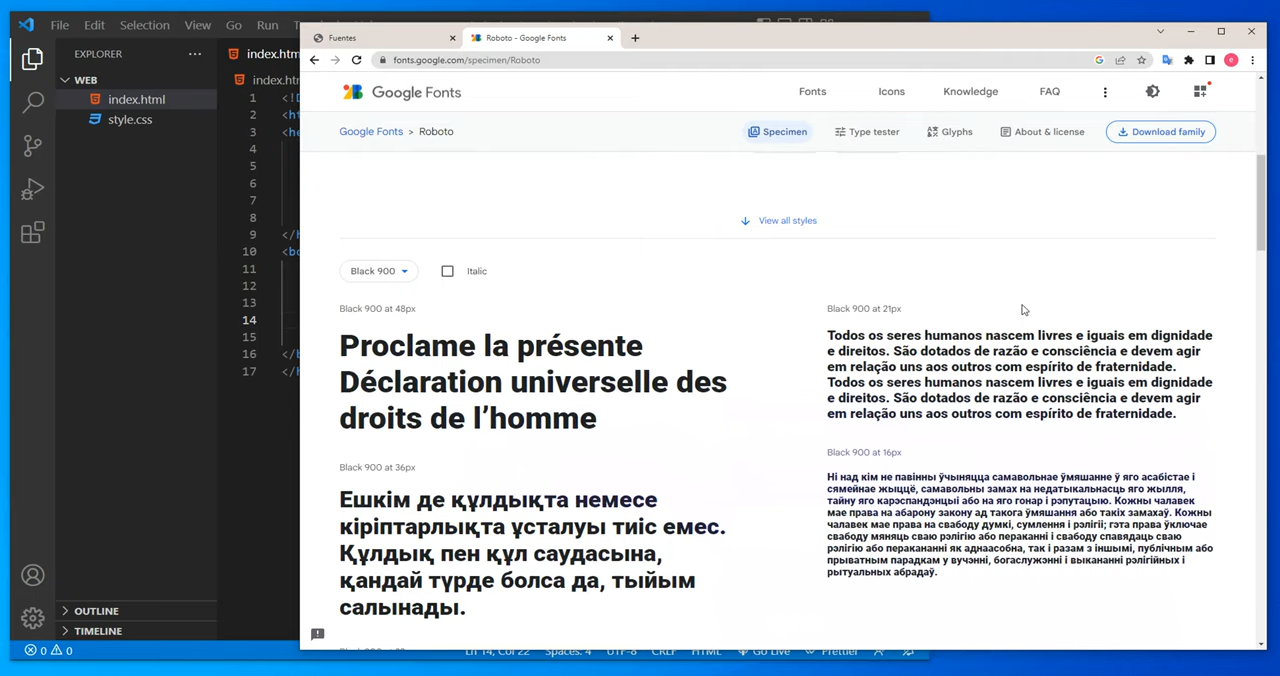 File Edit Selection View Go Run
EXPLORER
WEB
index.html
style.css
index.htm
index.htm
1
2
3
4
5
6
7
8
9
10
11
12
13
14
15
16
17
OUTLINE
TIMELINE
0 0
Ln 14, Col 22 Spaces: 4 UTF-8 CRLF HTML Go Live Prettier
Fuentes
Roboto - Google Fonts
fonts.google.com/specimen/Roboto
Google Fonts
Fonts Icons Knowledge FAQ
Google Fonts > Roboto
Specimen Type tester Glyphs About & license Download family
View all styles
Black 900 Italic
Black 900 at 48px
Proclame la présente
Déclaration universelle des
droits de l’homme
Black 900 at 36px
Ешкім де құлдықта немесе
кіріптарлықта ұсталуы тиіс емес.
Құлдық пен құл саудасына,
қандай түрде болса да, тыйым
салынады.
Black 900 at 21px
Todos os seres humanos nascem livres e iguais em dignidade
e direitos. São dotados de razão e consciência e devem agir
em relação uns aos outros com espírito de fraternidade.
Todos os seres humanos nascem livres e iguais em dignidade
e direitos. São dotados de razão e consciência e devem agir
em relação uns aos outros com espírito de fraternidade.
Black 900 at 16px
Ні над кім не павінны ўчыняцца самавольнае ўмяшанне ў яго асабістае і
сямейнае жыццё, самавольны замах на недатыкальнасць яго жылля,
тайну яго карэспандэнцыі або на яго гонар і рэпутацыю. Кожны чалавек
мае права на абарону закону ад такога ўмяшання або такіх замахаў. Кожны
чалавек мае права на свабоду думкі, сумлення і рэлігіі; гэта права ўключае
свабоду мяняць сваю рэлігію або перакананні і свабоду спавядаць сваю
рэлігію або перакананні як аднаасобна, так і разам з іншымі, публічным або
прыватным парадкам у вучэнні, богаслужэнні і выкананні рэлігійных і
рытуальных абрадаў.